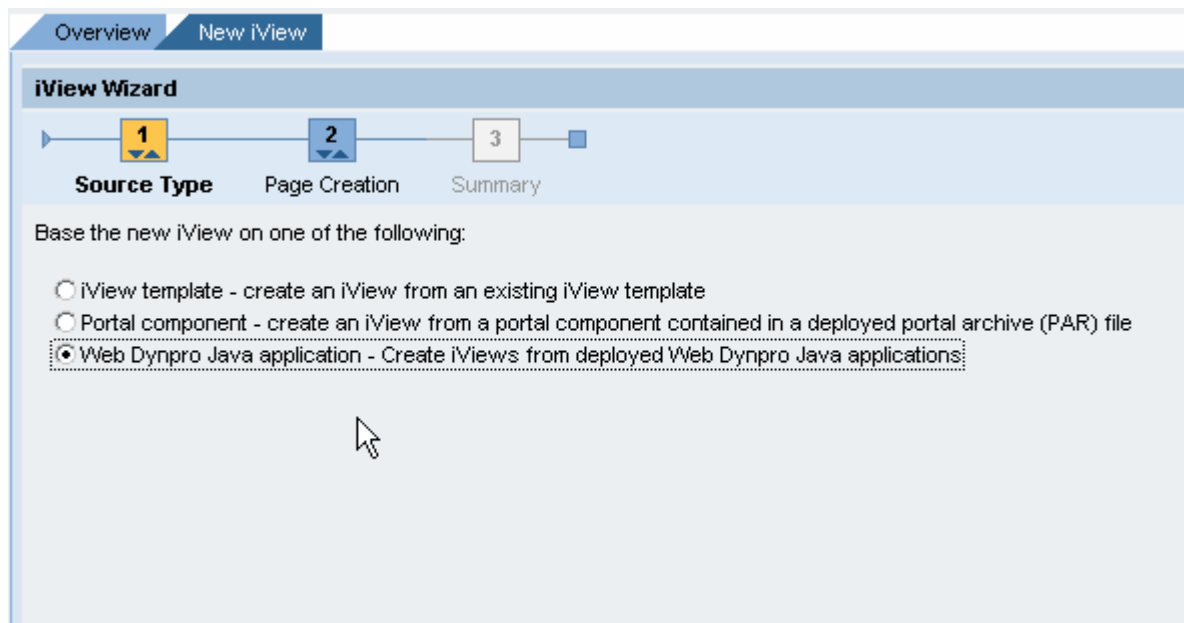 Overview New iView
iView Wizard
1 2 3
Source Type Page Creation Summary
Base the new iView on one of the following:
iView template - create an iView from an existing iView template
Portal component - create an iView from a portal component contained in a deployed portal archive (PAR) file
Web Dynpro Java application - Create iViews from deployed Web Dynpro Java applications